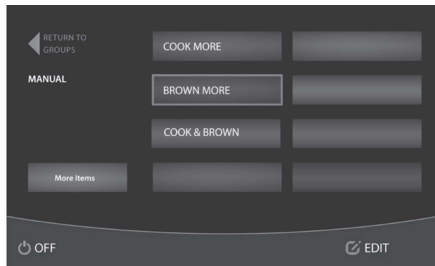 RETURN TO
GROUPS
MANUAL
COOK MORE
BROWN MORE
COOK & BROWN
More Items
OFF
EDIT